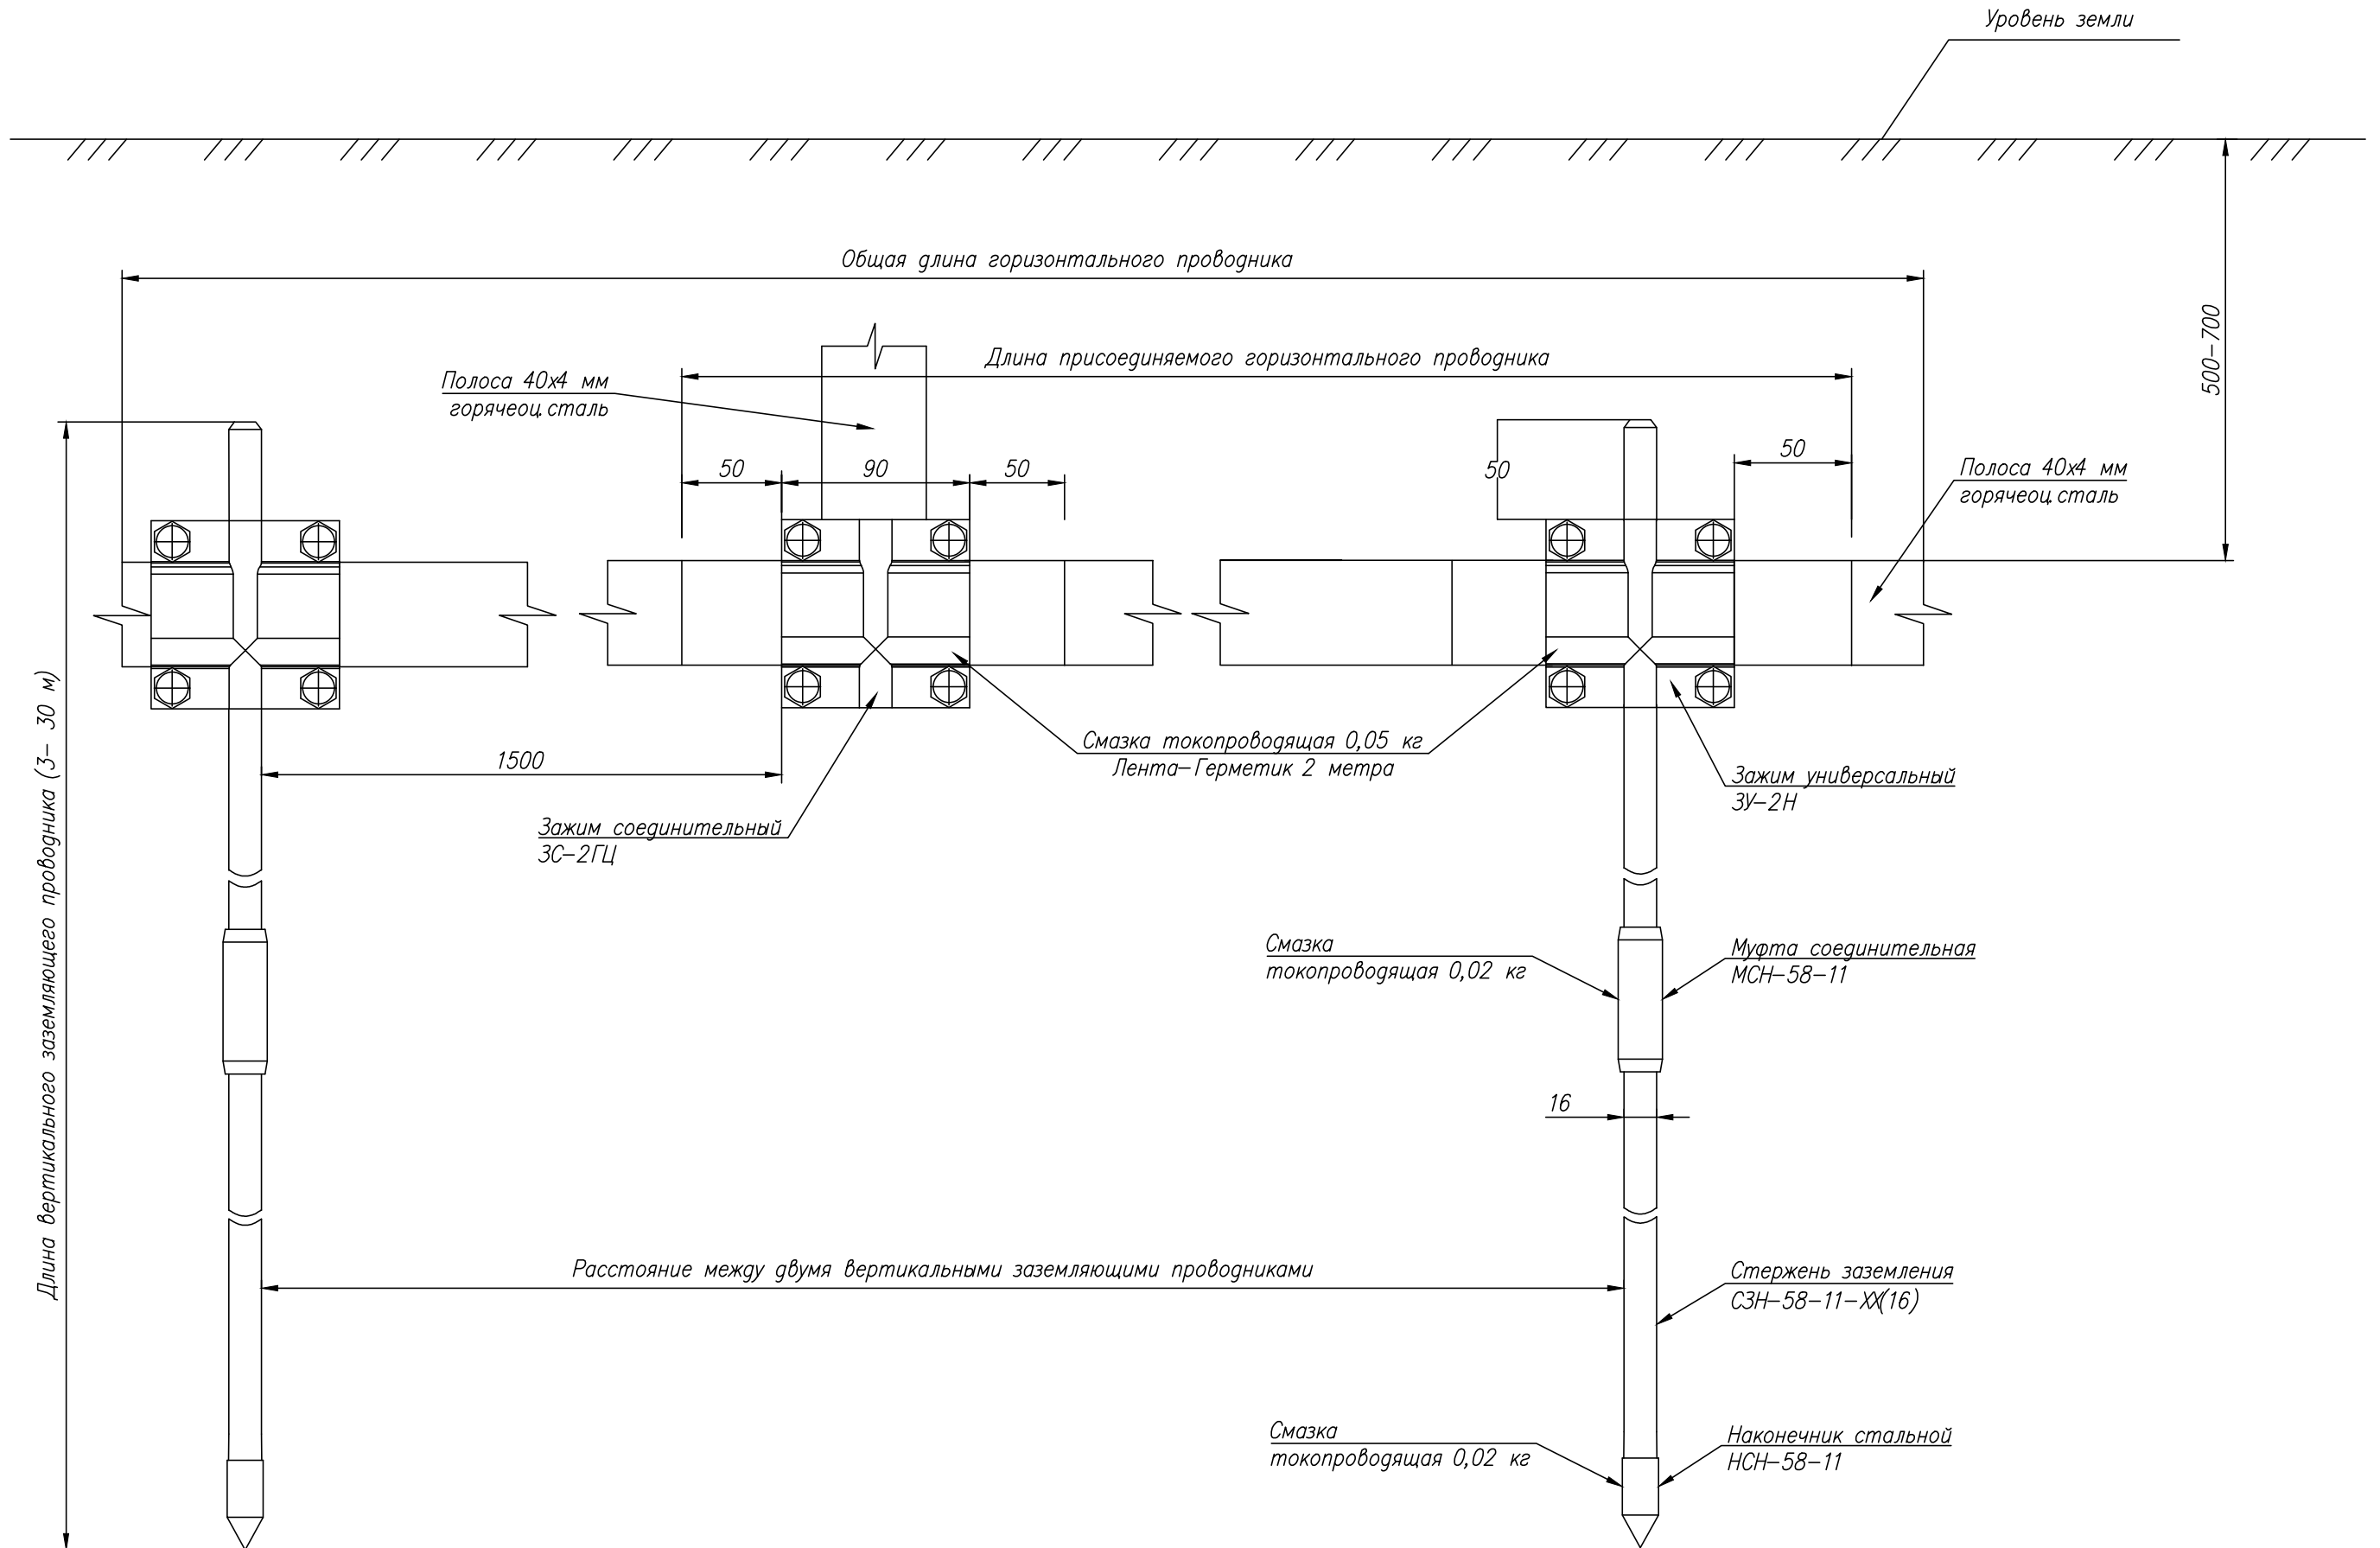 Уровень земли
Общая длина горизонтального проводника
500-700
Длина присоединяемого горизонтального проводника
Полоса 40х4 мм
горячеоц.сталь
50
90
50
50
50
Полоса 40х4 мм
горячеоц.сталь
Длина вертикального заземляющего проводника (3- 30 м)
1500
Смазка токопроводящая 0,05 кг
Лента-Герметик 2 метра
Зажим универсальный
ЗУ-2Н
Зажим соединительный
ЗС-2ГЦ
Смазка
токопроводящая 0,02 кг
Муфта соединительная
МСН-58-11
16
Расстояние между двумя вертикальными заземляющими проводниками
Стержень заземления
СЗН-58-11-ХХ(16)
Смазка
токопроводящая 0,02 кг
Наконечник стальной
НСН-58-11